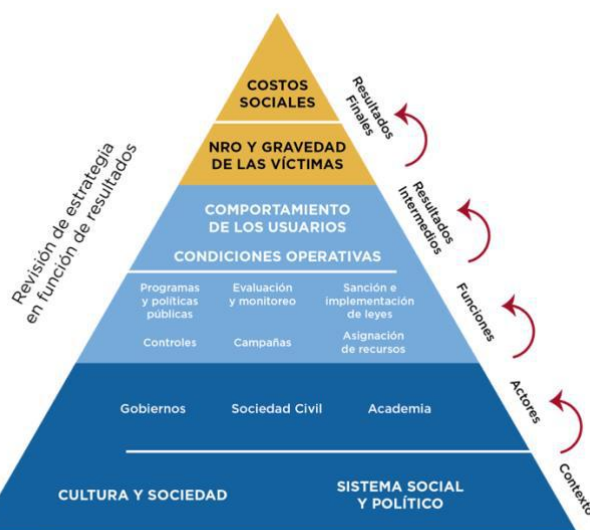 COSTOS
SOCIALES
NRO Y GRAVEDAD
DE LAS VÍCTIMAS
COMPORTAMIENTO
DE LOS USUARIOS
CONDICIONES OPERATIVAS
Programas
y políticas
públicas
Evaluación
y monitoreo
Sanción e
implementación
de leyes
Controles
Campañas
Asignación
de recursos
Gobiernos
Sociedad Civil
Academia
CULTURA Y SOCIEDAD
SISTEMA SOCIAL
Y POLÍTICO
Revisión de estrategia
en función de resultados
Resultados
Finales
Resultados
Intermedios
Funciones
Actores
Contexto